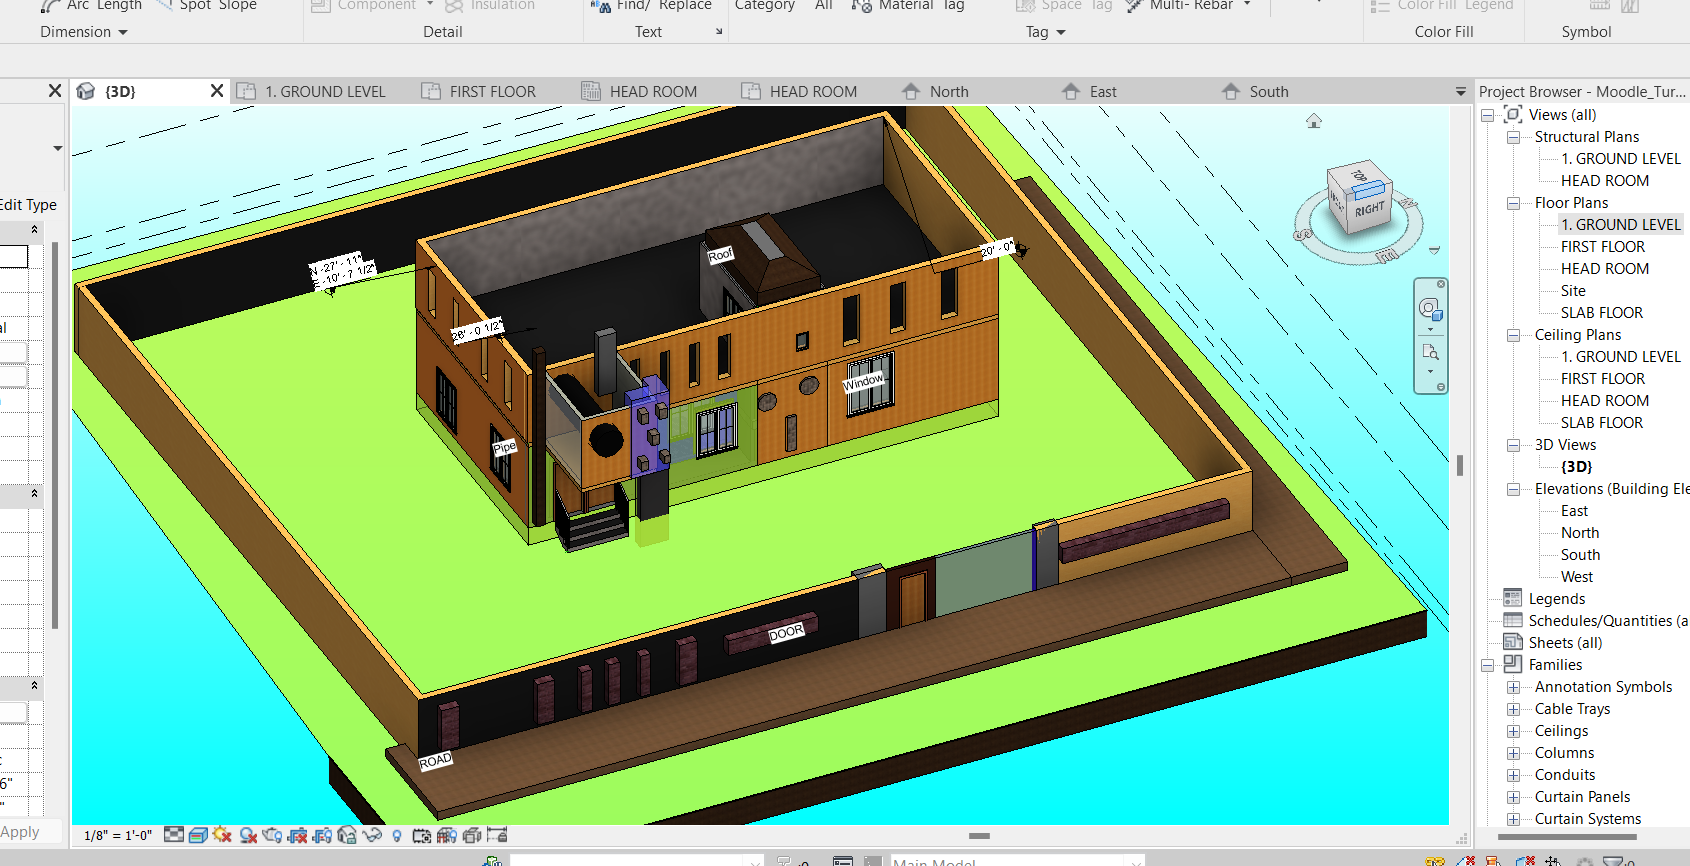 Arc Length
Spot Slope
Component
Insulation
Find/ Replace
Category
All
Material Tag
Space Tag
Multi- Rebar
Color Fill Legend
Dimension
Detail
Text
Tag
Color Fill
Symbol
{3D}
1. GROUND LEVEL
FIRST FLOOR
HEAD ROOM
HEAD ROOM
North
East
South
Project Browser - Moodle_Tur...
Edit Type
al
6"
Apply
N -27' - 11"
E -10' - 7 1/2"
26' - 0 1/2"
20' - 0"
Roof
Window
Pipe
DOOR
ROAD
TOP
RIGHT
S
N
1/8" = 1'-0"
Views (all)
Structural Plans
1. GROUND LEVEL
HEAD ROOM
Floor Plans
1. GROUND LEVEL
FIRST FLOOR
HEAD ROOM
Site
SLAB FLOOR
Ceiling Plans
1. GROUND LEVEL
FIRST FLOOR
HEAD ROOM
SLAB FLOOR
3D Views
{3D}
Elevations (Building Ele
East
North
South
West
Legends
Schedules/Quantities (a
Sheets (all)
Families
Annotation Symbols
Cable Trays
Ceilings
Columns
Conduits
Curtain Panels
Curtain Systems
:0
Main Model
:0